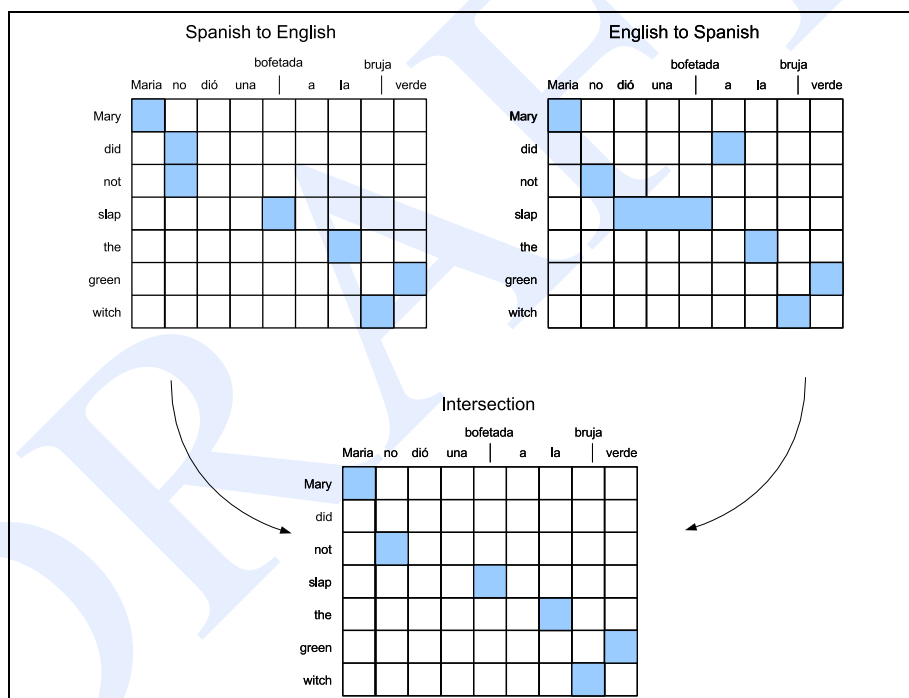 Spanish to English
bofetada bruja
Maria no dió una a la verde
Mary
did
not
slap
the
green
witch
English to Spanish
bofetada bruja
Maria no dió una a la verde
Mary
did
not
slap
the
green
witch
Intersection
bofetada bruja
Maria no dió una a la verde
Mary
did
not
slap
the
green
witch